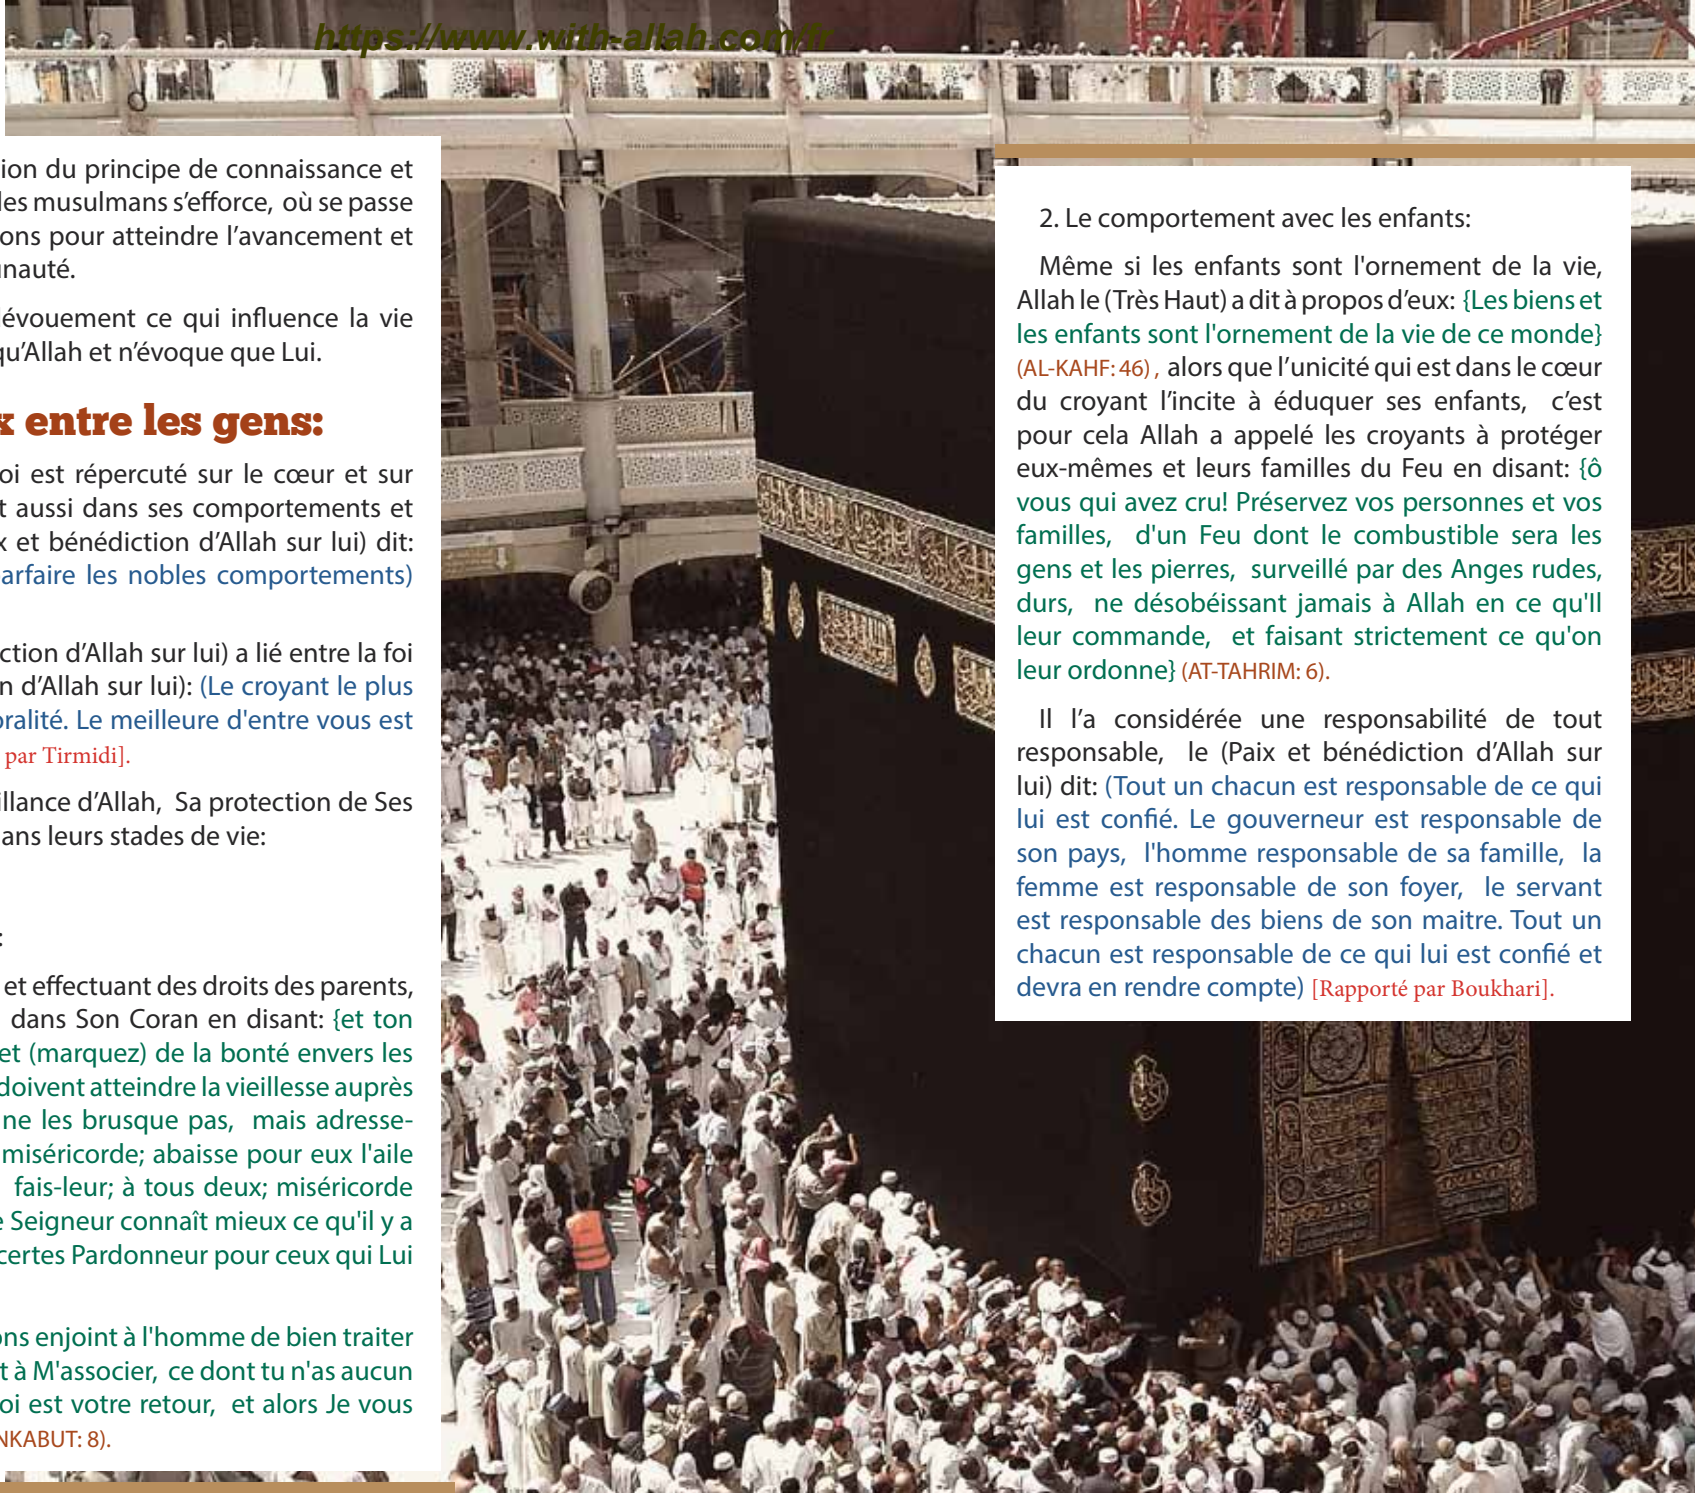 https://www.with-allah.com/fr
ion du principe de connaissance et
les musulmans s’efforce, où se passe
ons pour atteindre l’avancement et
unauté.
dévouement ce qui influence la vie
qu’Allah et n’évoque que Lui.
x entre les gens:
oi est répercuté sur le cœur et sur
t aussi dans ses comportements et
x et bénédiction d’Allah sur lui) dit:
arfaire les nobles comportements)
ction d’Allah sur lui) a lié entre la foi
n d’Allah sur lui): (Le croyant le plus
oralité. Le meilleure d'entre vous est
par Tirmidi].
illance d’Allah, Sa protection de Ses
ans leurs stades de vie:
:
et effectuant des droits des parents,
dans Son Coran en disant: {et ton
et (marquez) de la bonté envers les
doivent atteindre la vieillesse auprès
ne les brusque pas, mais adresse-
miséricorde; abaisse pour eux l'aile
fais-leur; à tous deux; miséricorde
e Seigneur connaît mieux ce qu'il y a
certes Pardonneur pour ceux qui Lui
ons enjoint à l'homme de bien traiter
t à M'associer, ce dont tu n'as aucun
oi est votre retour, et alors Je vous
NKABUT: 8).
2. Le comportement avec les enfants:
Même si les enfants sont l'ornement de la vie,
Allah le (Très Haut) a dit à propos d’eux: {Les biens et
les enfants sont l'ornement de la vie de ce monde}
(AL-KAHF: 46), alors que l’unicité qui est dans le cœur
du croyant l’incite à éduquer ses enfants, c’est
pour cela Allah a appelé les croyants à protéger
eux-mêmes et leurs familles du Feu en disant: {ô
vous qui avez cru! Préservez vos personnes et vos
familles, d'un Feu dont le combustible sera les
gens et les pierres, surveillé par des Anges rudes,
durs, ne désobéissant jamais à Allah en ce qu'Il
leur commande, et faisant strictement ce qu'on
leur ordonne} (AT-TAHRIM: 6).
Il l’a considérée une responsabilité de tout
responsable, le (Paix et bénédiction d’Allah sur
lui) dit: (Tout un chacun est responsable de ce qui
lui est confié. Le gouverneur est responsable de
son pays, l'homme responsable de sa famille, la
femme est responsable de son foyer, le servant
est responsable des biens de son maitre. Tout un
chacun est responsable de ce qui lui est confié et
devra en rendre compte) [Rapporté par Boukhari].